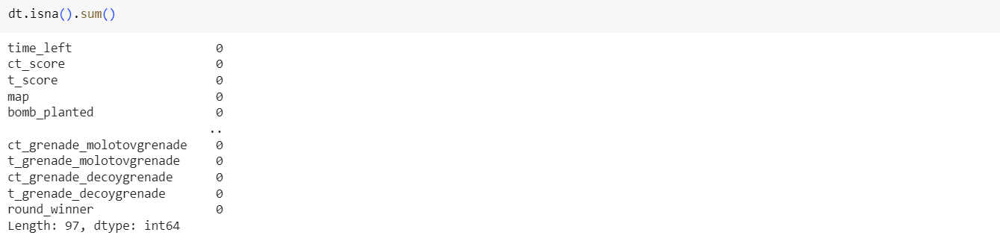 dt.isna().sum()
time_left 0
ct_score 0
t_score 0
map 0
bomb_planted 0
..
ct_grenade_molotovgrenade 0
t_grenade_molotovgrenade 0
ct_grenade_decoygrenade 0
t_grenade_decoygrenade 0
round_winner 0
Length: 97, dtype: int64